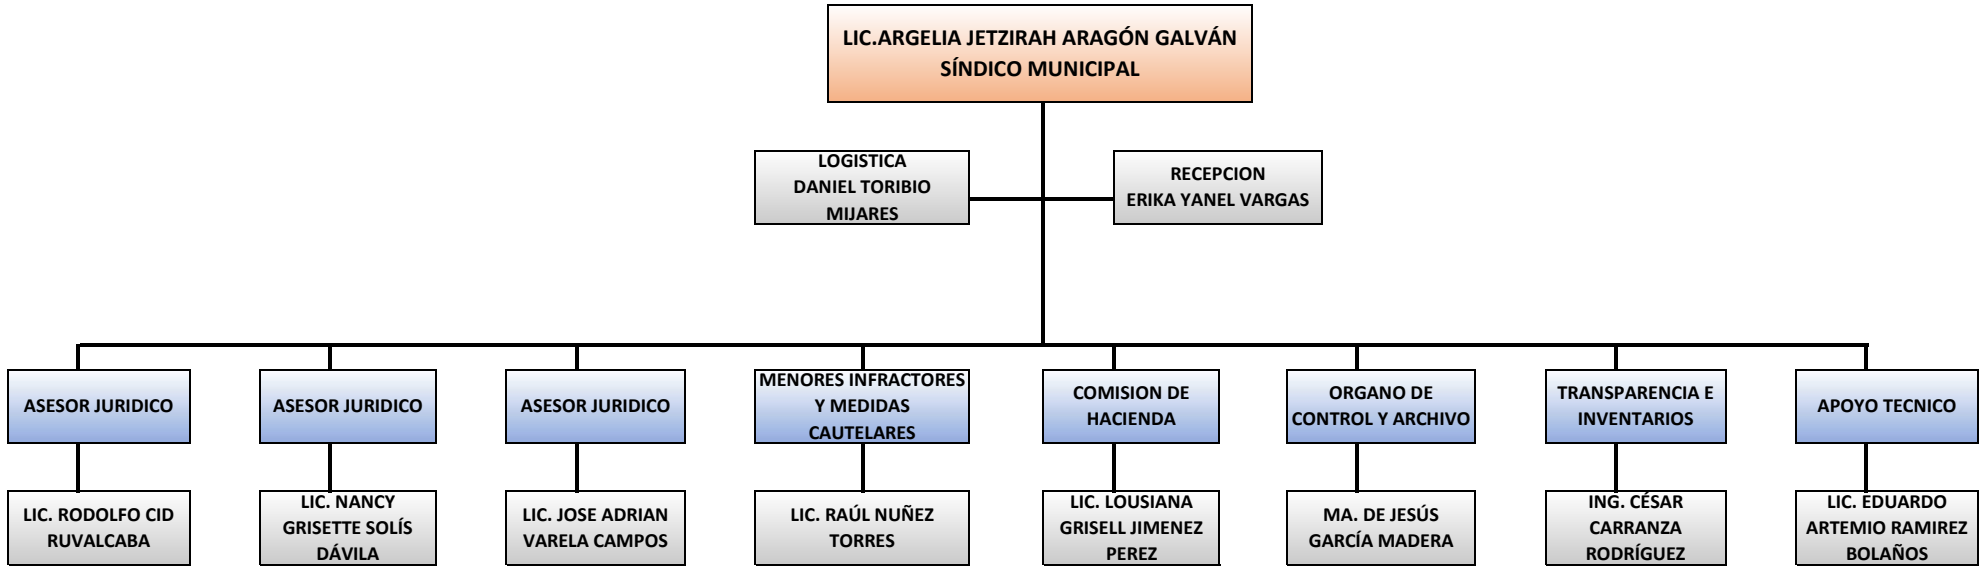 LIC.ARGELIA JETZIRAH ARAGÓN GALVÁN
SÍNDICO MUNICIPAL
LOGISTICA
DANIEL TORIBIO
MIJARES
RECEPCION
ERIKA YANEL VARGAS
ASESOR JURIDICO
ASESOR JURIDICO
ASESOR JURIDICO
MENORES INFRACTORES
Y MEDIDAS
CAUTELARES
COMISION DE
HACIENDA
ORGANO DE
CONTROL Y ARCHIVO
TRANSPARENCIA E
INVENTARIOS
APOYO TECNICO
LIC. RODOLFO CID
RUVALCABA
LIC. NANCY
GRISETTE SOLÍS
DÁVILA
LIC. JOSE ADRIAN
VARELA CAMPOS
LIC. RAÚL NUÑEZ
TORRES
LIC. LOUSIANA
GRISELL JIMENEZ
PEREZ
MA. DE JESÚS
GARCÍA MADERA
ING. CÉSAR
CARRANZA
RODRÍGUEZ
LIC. EDUARDO
ARTEMIO RAMIREZ
BOLAÑOS